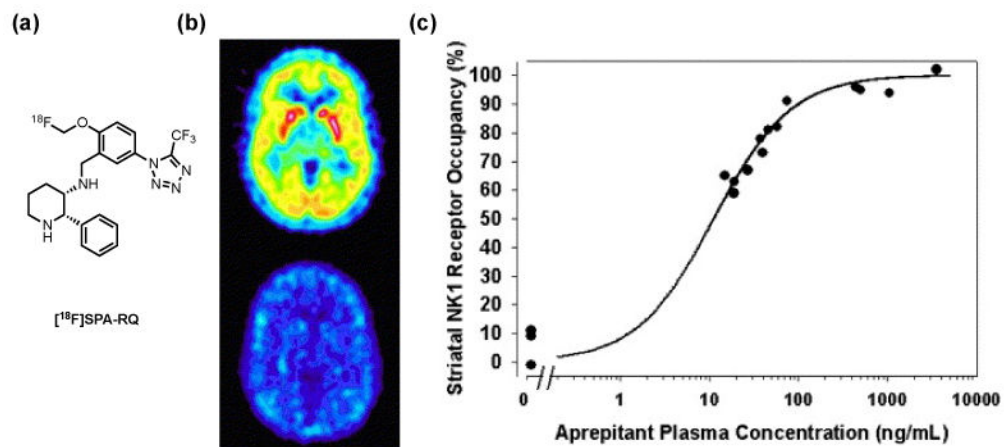 (a)
(b)
(c)
18F
O
CF3
N
N
N
N
NH
N
H
[18F]SPA-RQ
Striatal NK1 Receptor Occupancy (%)
100
90
80
70
60
50
40
30
20
10
0
0
1
10
100
1000
10000
Aprepitant Plasma Concentration (ng/mL)